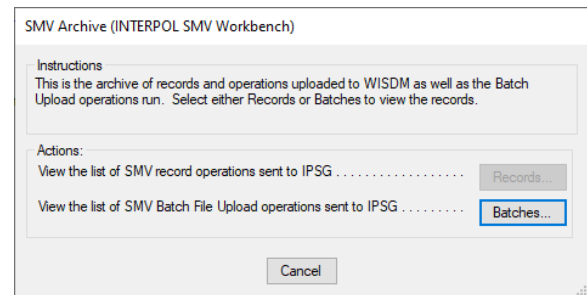 SMV Archive (INTERPOL SMV Workbench)
Instructions
This is the archive of records and operations uploaded to WISDM as well as the Batch
Upload operations run.  Select either Records or Batches to view the records.
Actions:
View the list of SMV record operations sent to IPSG . . . . . . . . . . . . . . . . . . Records...
View the list of SMV Batch File Upload operations sent to IPSG . . . . . . . . . Batches...
Cancel